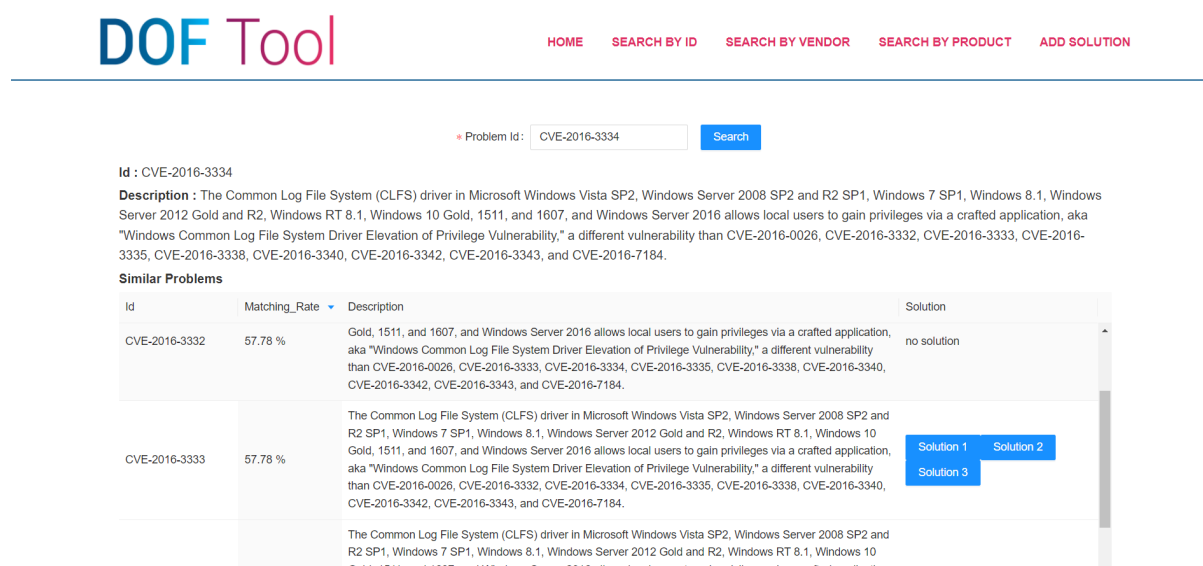 DOF Tool
HOME SEARCH BY ID SEARCH BY VENDOR SEARCH BY PRODUCT ADD SOLUTION
* Problem Id : CVE-2016-3334 Search
Id : CVE-2016-3334
Description : The Common Log File System (CLFS) driver in Microsoft Windows Vista SP2, Windows Server 2008 SP2 and R2 SP1, Windows 7 SP1, Windows 8.1, Windows
Server 2012 Gold and R2, Windows RT 8.1, Windows 10 Gold, 1511, and 1607, and Windows Server 2016 allows local users to gain privileges via a crafted application, aka
"Windows Common Log File System Driver Elevation of Privilege Vulnerability," a different vulnerability than CVE-2016-0026, CVE-2016-3332, CVE-2016-3333, CVE-2016-
3335, CVE-2016-3338, CVE-2016-3340, CVE-2016-3342, CVE-2016-3343, and CVE-2016-7184.
Similar Problems
Id Matching_Rate Description Solution
CVE-2016-3332 57.78 %
Gold, 1511, and 1607, and Windows Server 2016 allows local users to gain privileges via a crafted application,
aka "Windows Common Log File System Driver Elevation of Privilege Vulnerability," a different vulnerability
than CVE-2016-0026, CVE-2016-3333, CVE-2016-3334, CVE-2016-3335, CVE-2016-3338, CVE-2016-3340,
CVE-2016-3342, CVE-2016-3343, and CVE-2016-7184.
no solution
CVE-2016-3333 57.78 %
The Common Log File System (CLFS) driver in Microsoft Windows Vista SP2, Windows Server 2008 SP2 and
R2 SP1, Windows 7 SP1, Windows 8.1, Windows Server 2012 Gold and R2, Windows RT 8.1, Windows 10
Gold, 1511, and 1607, and Windows Server 2016 allows local users to gain privileges via a crafted application,
aka "Windows Common Log File System Driver Elevation of Privilege Vulnerability," a different vulnerability
than CVE-2016-0026, CVE-2016-3332, CVE-2016-3334, CVE-2016-3335, CVE-2016-3338, CVE-2016-3340,
CVE-2016-3342, CVE-2016-3343, and CVE-2016-7184.
Solution 1 Solution 2
Solution 3
The Common Log File System (CLFS) driver in Microsoft Windows Vista SP2, Windows Server 2008 SP2 and
R2 SP1, Windows 7 SP1, Windows 8.1, Windows Server 2012 Gold and R2, Windows RT 8.1, Windows 10